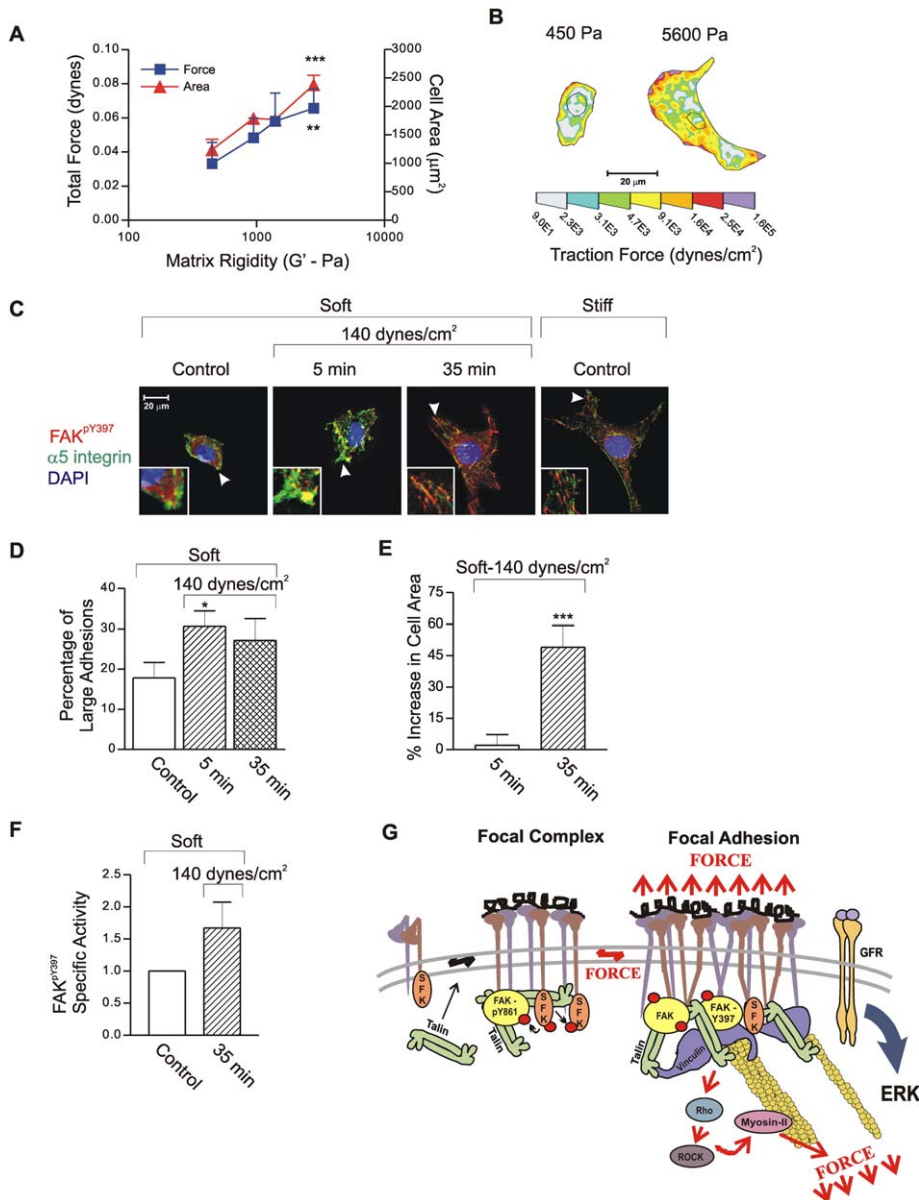 A
Total Force (dynes)
0.10
0.08
0.06
0.04
0.02
0.00
Force
Area
***
**
3000
2500
2000
1500
1000
500
0
Cell Area (μm²)
100
1000
10000
Matrix Rigidity (G' - Pa)
B
450 Pa
5600 Pa
20 μm
9.0E1
2.3E3
3.1E3
4.7E3
9.1E3
1.6E4
2.5E4
1.6E5
Traction Force (dynes/cm²)
C
Soft
Stiff
140 dynes/cm²
Control
5 min
35 min
Control
20 μm
FAKpY397
α5 integrin
DAPI
D
Soft
140 dynes/cm²
Percentage of
Large Adhesions
40
30
20
10
0
*
Control
5 min
35 min
E
Soft-140 dynes/cm²
% Increase in Cell Area
75
60
45
30
15
0
***
5 min
35 min
F
Soft
140 dynes/cm²
FAKpY397
Specific Activity
2.5
2.0
1.5
1.0
0.5
0.0
Control
35 min
G
Focal Complex
Focal Adhesion
FORCE
GFR
SFK
FORCE
Talin
Talin
FAK -
pY861
SFK
SFK
FAK
FAK -
Y397
SFK
Talin
Vinculin
ERK
Rho
Myosin-II
ROCK
FORCE